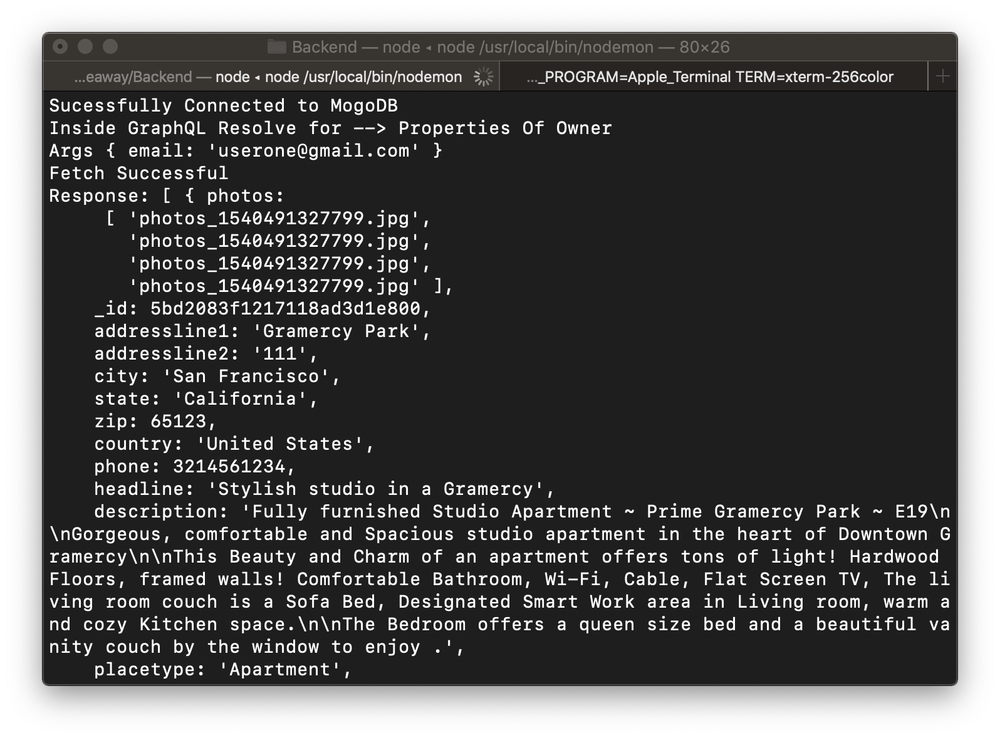 Backend — node ◂ node /usr/local/bin/nodemon — 80×26
...eaway/Backend — node ◂ node /usr/local/bin/nodemon
..._PROGRAM=Apple_Terminal TERM=xterm-256color
Sucessfully Connected to MogoDB
Inside GraphQL Resolve for --> Properties Of Owner
Args { email: 'userone@gmail.com' }
Fetch Successful
Response: [ { photos:
     [ 'photos_1540491327799.jpg',
       'photos_1540491327799.jpg',
       'photos_1540491327799.jpg',
       'photos_1540491327799.jpg' ],
    _id: 5bd2083f1217118ad3d1e800,
    addressline1: 'Gramercy Park',
    addressline2: '111',
    city: 'San Francisco',
    state: 'California',
    zip: 65123,
    country: 'United States',
    phone: 3214561234,
    headline: 'Stylish studio in a Gramercy',
    description: 'Fully furnished Studio Apartment ~ Prime Gramercy Park ~ E19\n
\nGorgeous, comfortable and Spacious studio apartment in the heart of Downtown G
ramercy\n\nThis Beauty and Charm of an apartment offers tons of light! Hardwood
Floors, framed walls! Comfortable Bathroom, Wi-Fi, Cable, Flat Screen TV, The li
ving room couch is a Sofa Bed, Designated Smart Work area in Living room, warm a
nd cozy Kitchen space.\n\nThe Bedroom offers a queen size bed and a beautiful va
nity couch by the window to enjoy .',
    placetype: 'Apartment',